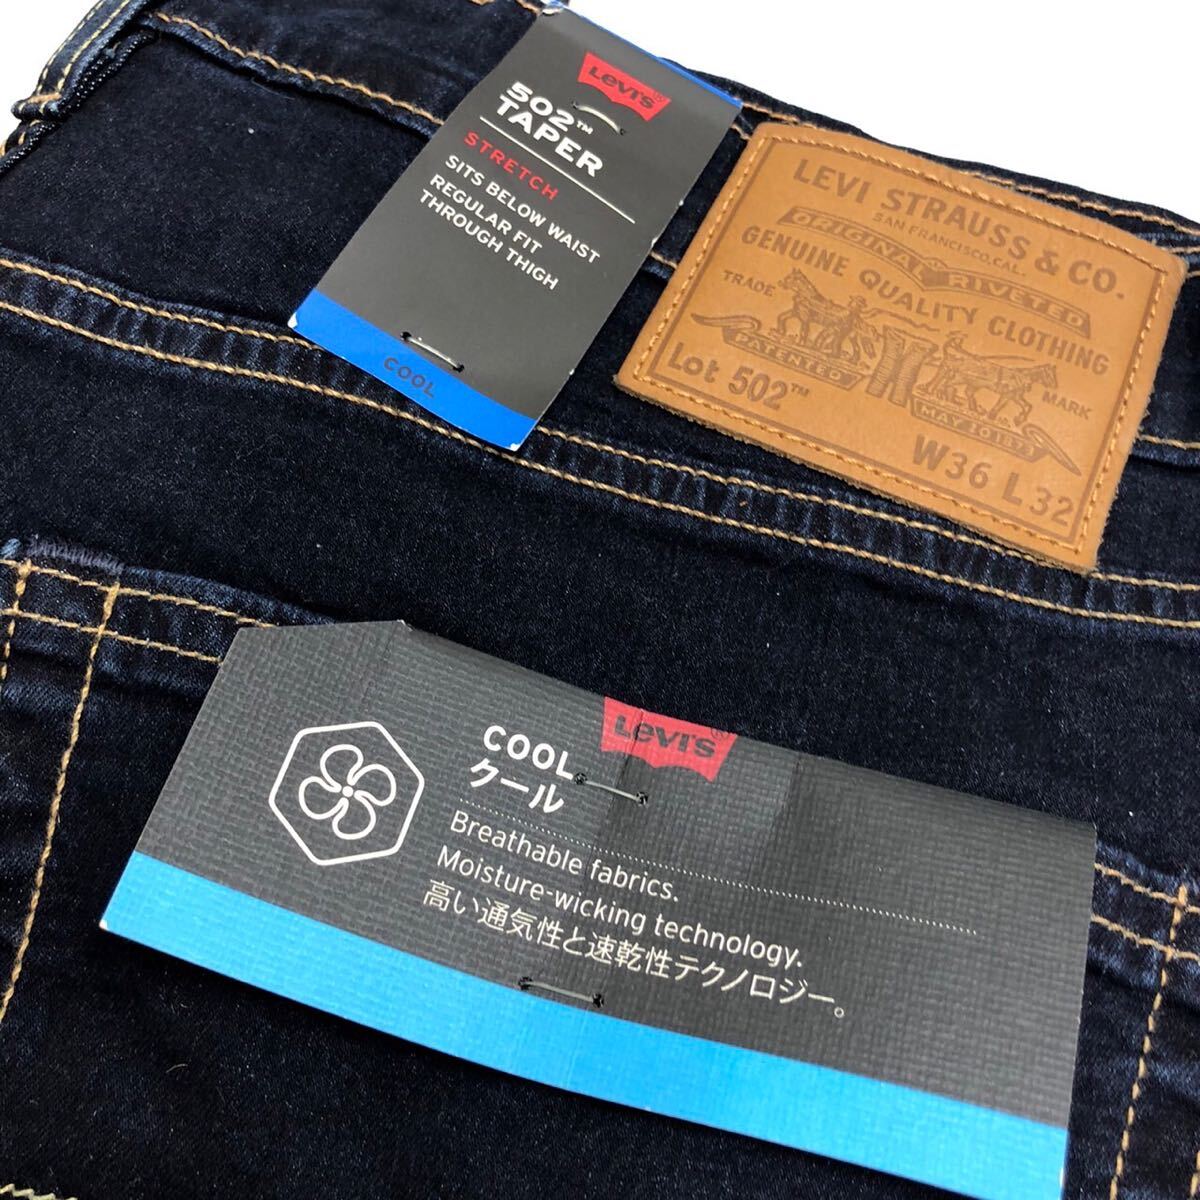 Levi's®
502™
TAPER
STRETCH
SITS BELOW WAIST
REGULAR FIT
THROUGH THIGH
COOL
LEVI STRAUSS & CO.
SAN FRANCISCO, CAL.
ORIGINAL RIVETED
GENUINE QUALITY CLOTHING
TRADE MARK
PATENTED MAY 20 1873
Lot 502™
W36 L 32
Levi's®
COOL
クール
Breathable fabrics.
Moisture-wicking technology.
高い通気性と速乾性テクノロジー。